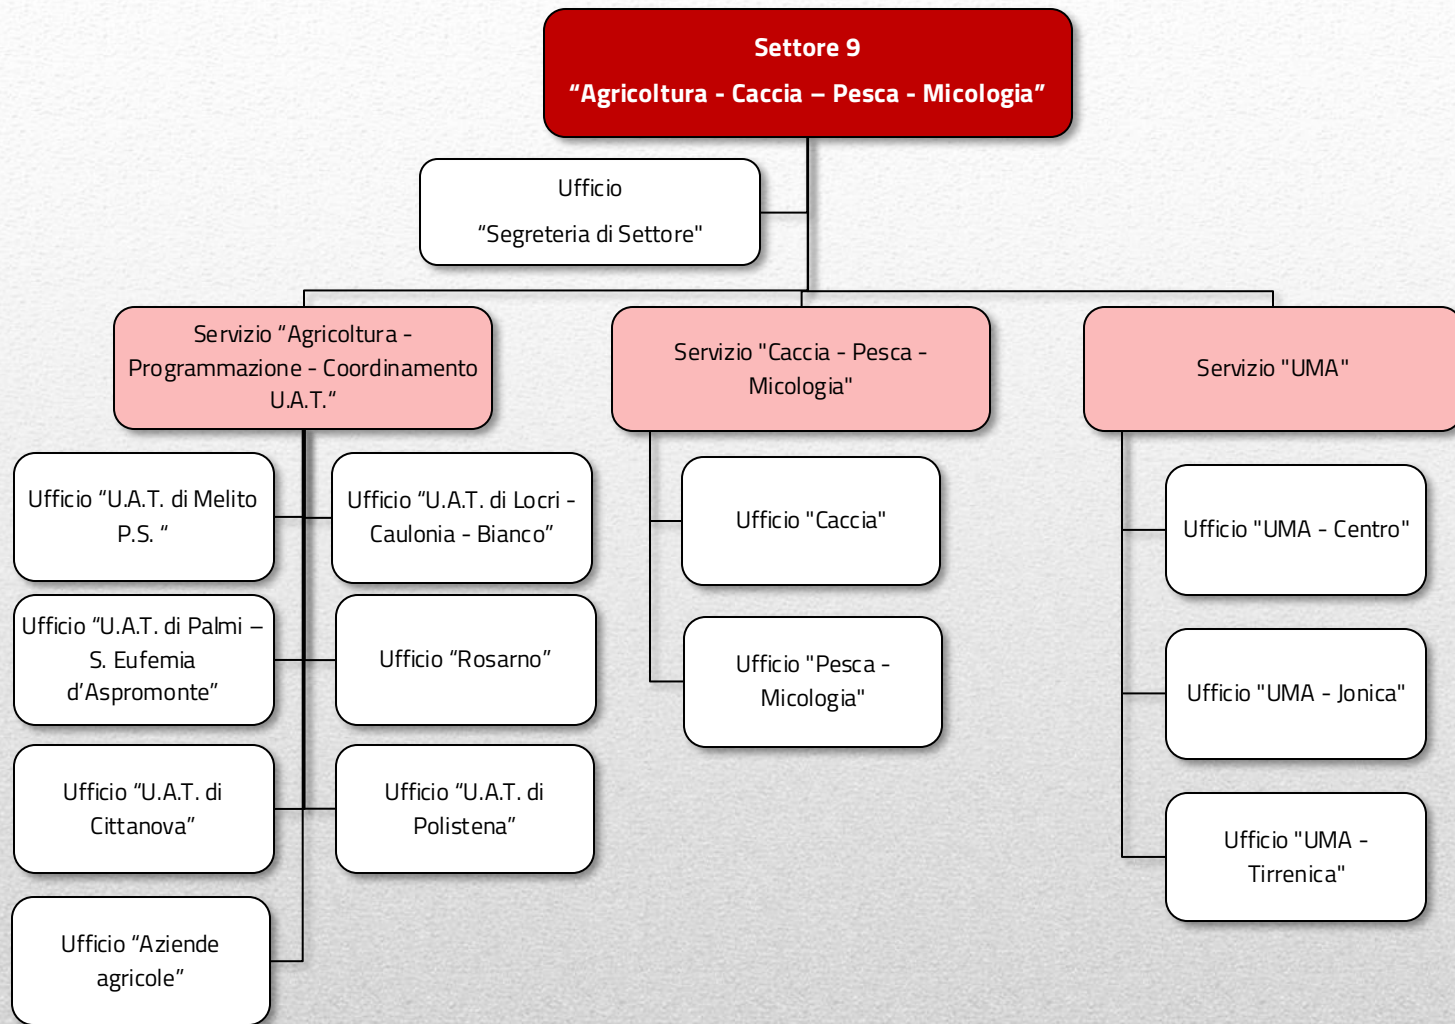 Settore 9
“Agricoltura - Caccia – Pesca - Micologia”
Ufficio
“Segreteria di Settore"
Servizio “Agricoltura -
Programmazione - Coordinamento
U.A.T.“
Servizio "Caccia - Pesca -
Micologia"
Servizio "UMA"
Ufficio “U.A.T. di Melito
P.S. “
Ufficio “U.A.T. di Locri -
Caulonia - Bianco”
Ufficio “U.A.T. di Palmi –
S. Eufemia
d’Aspromonte”
Ufficio “Rosarno”
Ufficio “U.A.T. di
Cittanova”
Ufficio “U.A.T. di
Polistena”
Ufficio “Aziende
agricole”
Ufficio "Caccia"
Ufficio "Pesca -
Micologia"
Ufficio "UMA - Centro"
Ufficio "UMA - Jonica"
Ufficio "UMA -
Tirrenica"